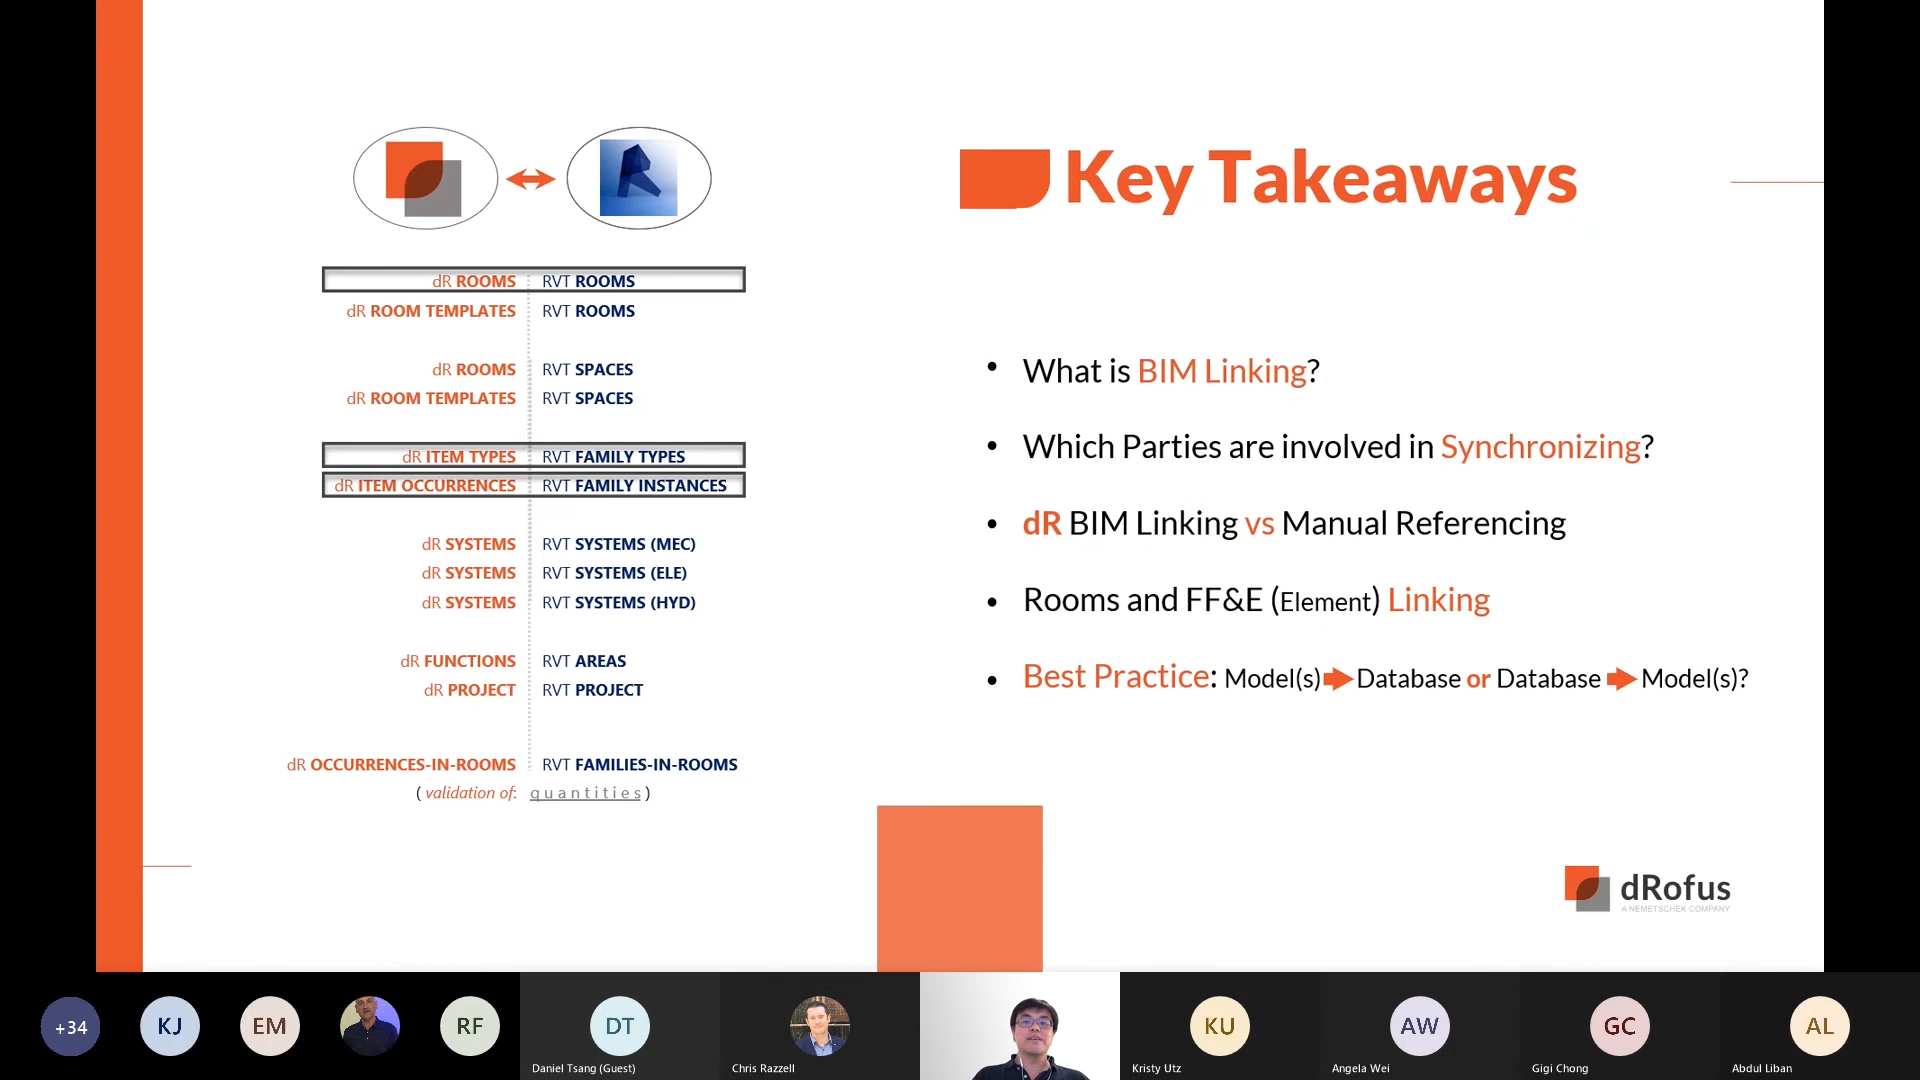 Key Takeaways
dR ROOMS RVT ROOMS
dR ROOM TEMPLATES RVT ROOMS
dR ROOMS RVT SPACES
dR ROOM TEMPLATES RVT SPACES
dR ITEM TYPES RVT FAMILY TYPES
dR ITEM OCCURRENCES RVT FAMILY INSTANCES
dR SYSTEMS RVT SYSTEMS (MEC)
dR SYSTEMS RVT SYSTEMS (ELE)
dR SYSTEMS RVT SYSTEMS (HYD)
dR FUNCTIONS RVT AREAS
dR PROJECT RVT PROJECT
dR OCCURRENCES-IN-ROOMS RVT FAMILIES-IN-ROOMS
( validation of: quantities )
• What is BIM Linking?
• Which Parties are involved in Synchronizing?
• dR BIM Linking vs Manual Referencing
• Rooms and FF&E (Element) Linking
• Best Practice: Model(s) Database or Database Model(s)?
dRofus
A NEMETSCHEK COMPANY
+34
KJ
EM
RF
DT
KU
AW
GC
AL
Daniel Tsang (Guest)
Chris Razzell
Kristy Utz
Angela Wei
Gigi Chong
Abdul Liban